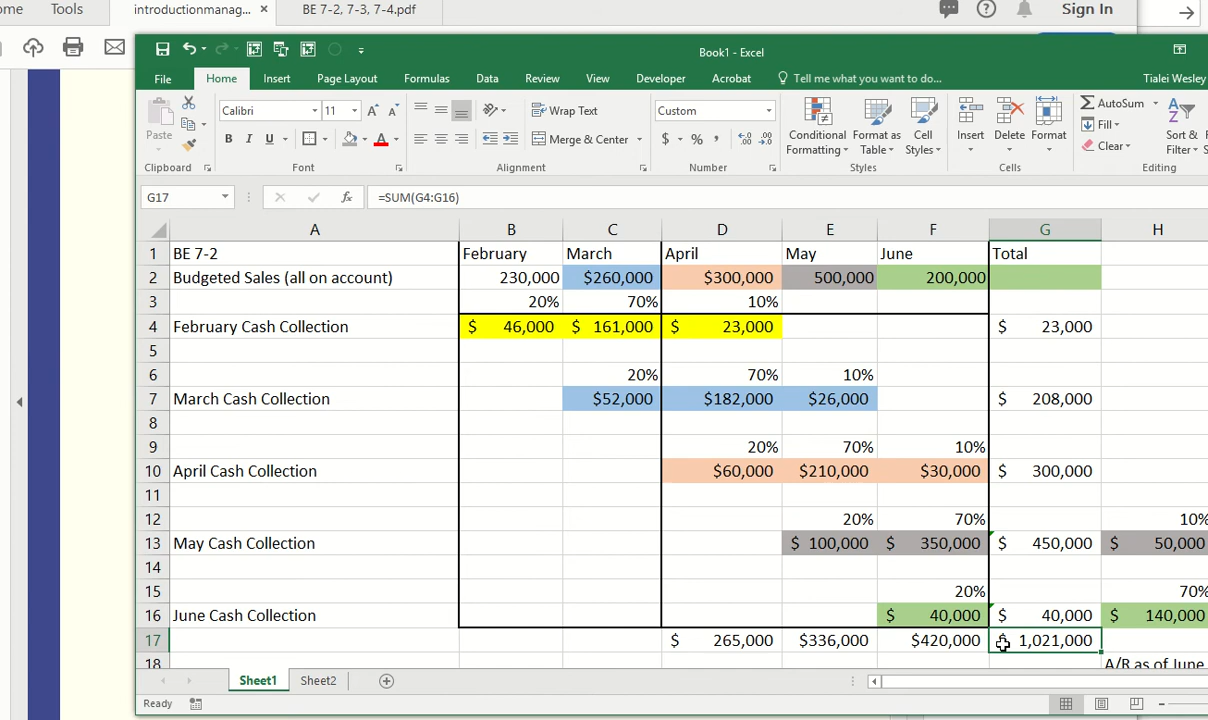 ome Tools introductionmanag... × BE 7-2, 7-3, 7-4.pdf Sign In
Book1 - Excel
File Home Insert Page Layout Formulas Data Review View Developer Acrobat Tell me what you want to do... Tialei Wesley
Paste Calibri 11 A A Wrap Text Custom Conditional Formatting Format as Table Cell Styles Insert Delete Format AutoSum
B I U A Merge & Center $ % , Fill Sort & Filter
Clear
Clipboard Font Alignment Number Styles Cells Editing
G17 fx =SUM(G4:G16)
A B C D E F G H
1 BE 7-2 February March April May June Total
2 Budgeted Sales (all on account) 230,000 $260,000 $300,000 500,000 200,000
3 20% 70% 10%
4 February Cash Collection $ 46,000 $ 161,000 $ 23,000 $ 23,000
5
6 20% 70% 10%
7 March Cash Collection $52,000 $182,000 $26,000 $ 208,000
8
9 20% 70% 10%
10 April Cash Collection $60,000 $210,000 $30,000 $ 300,000
11
12 20% 70% 10%
13 May Cash Collection $ 100,000 $ 350,000 $ 450,000 $ 50,000
14
15 20% 70%
16 June Cash Collection $ 40,000 $ 40,000 $ 140,000
17 $ 265,000 $336,000 $420,000 $ 1,021,000
18 A/R as of June
Sheet1 Sheet2
Ready